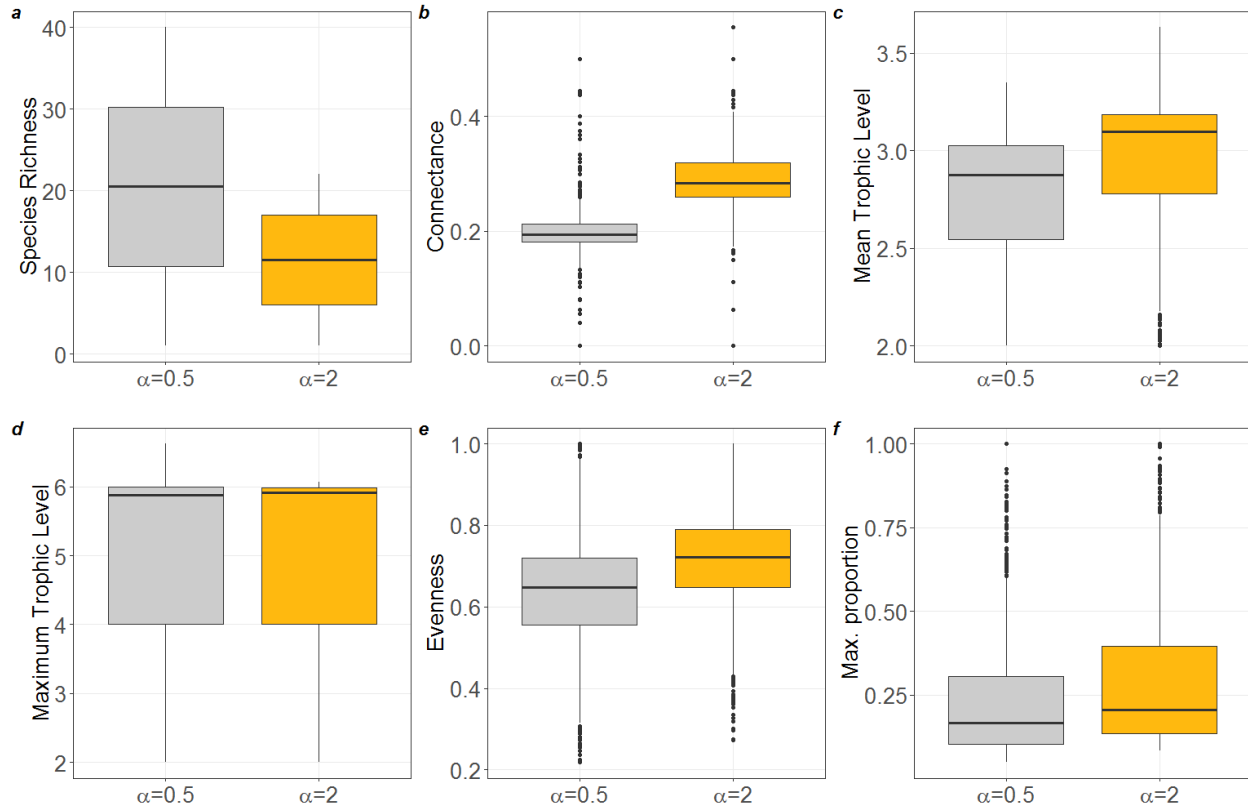 a
Species Richness
40
30
20
10
0
α=0.5
α=2
b
Connectance
0.4
0.2
0.0
α=0.5
α=2
c
Mean Trophic Level
3.5
3.0
2.5
2.0
α=0.5
α=2
d
Maximum Trophic Level
6
5
4
3
2
α=0.5
α=2
e
Evenness
1.0
0.8
0.6
0.4
0.2
α=0.5
α=2
f
Max. proportion
1.00
0.75
0.50
0.25
α=0.5
α=2